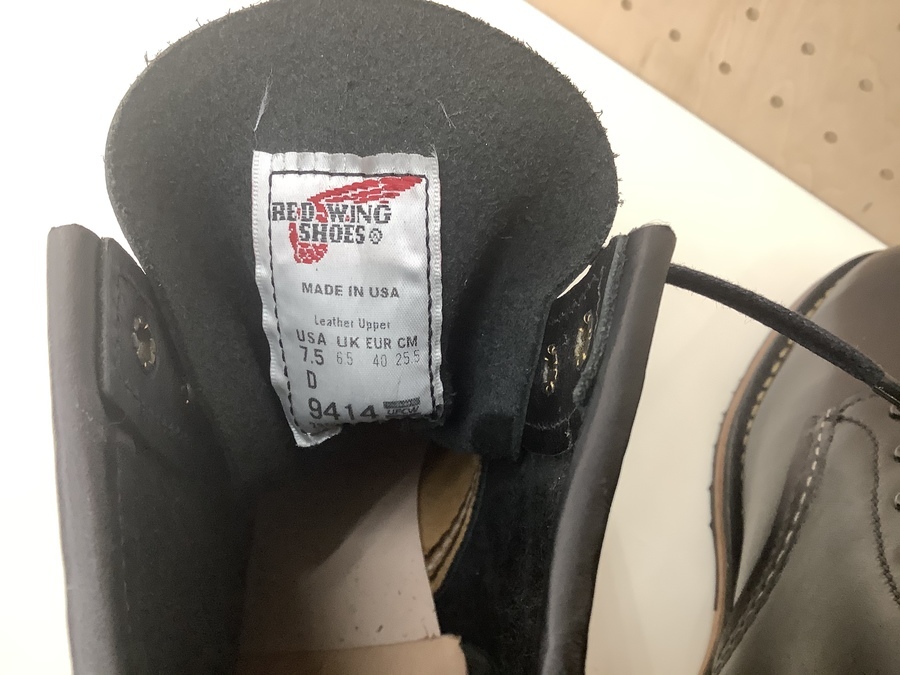 RED WING
SHOES®
MADE IN USA
Leather Upper
USA UK EUR CM
7.5 6.5 40 25.5
D
9414 UFCW